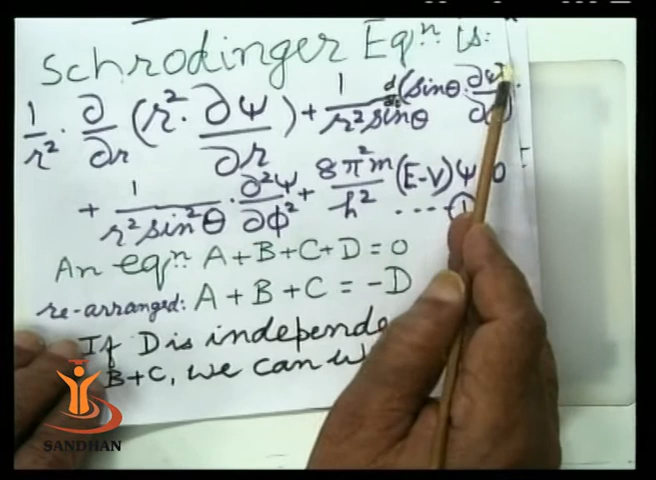 Schrodinger Eqⁿ is:
1/r² · ∂/∂r (r² · ∂Ψ/∂r) + 1/r² sinθ d/dθ (sinθ · ∂Ψ/∂θ)
+ 1/r² sin²θ · ∂²Ψ/∂φ² + 8π²m/h² (E-V)Ψ 0
.... (1
An eqⁿ A+B+C+D=0
re-arranged: A+B+C = -D
If D is
B+C, we can
SANDHAN